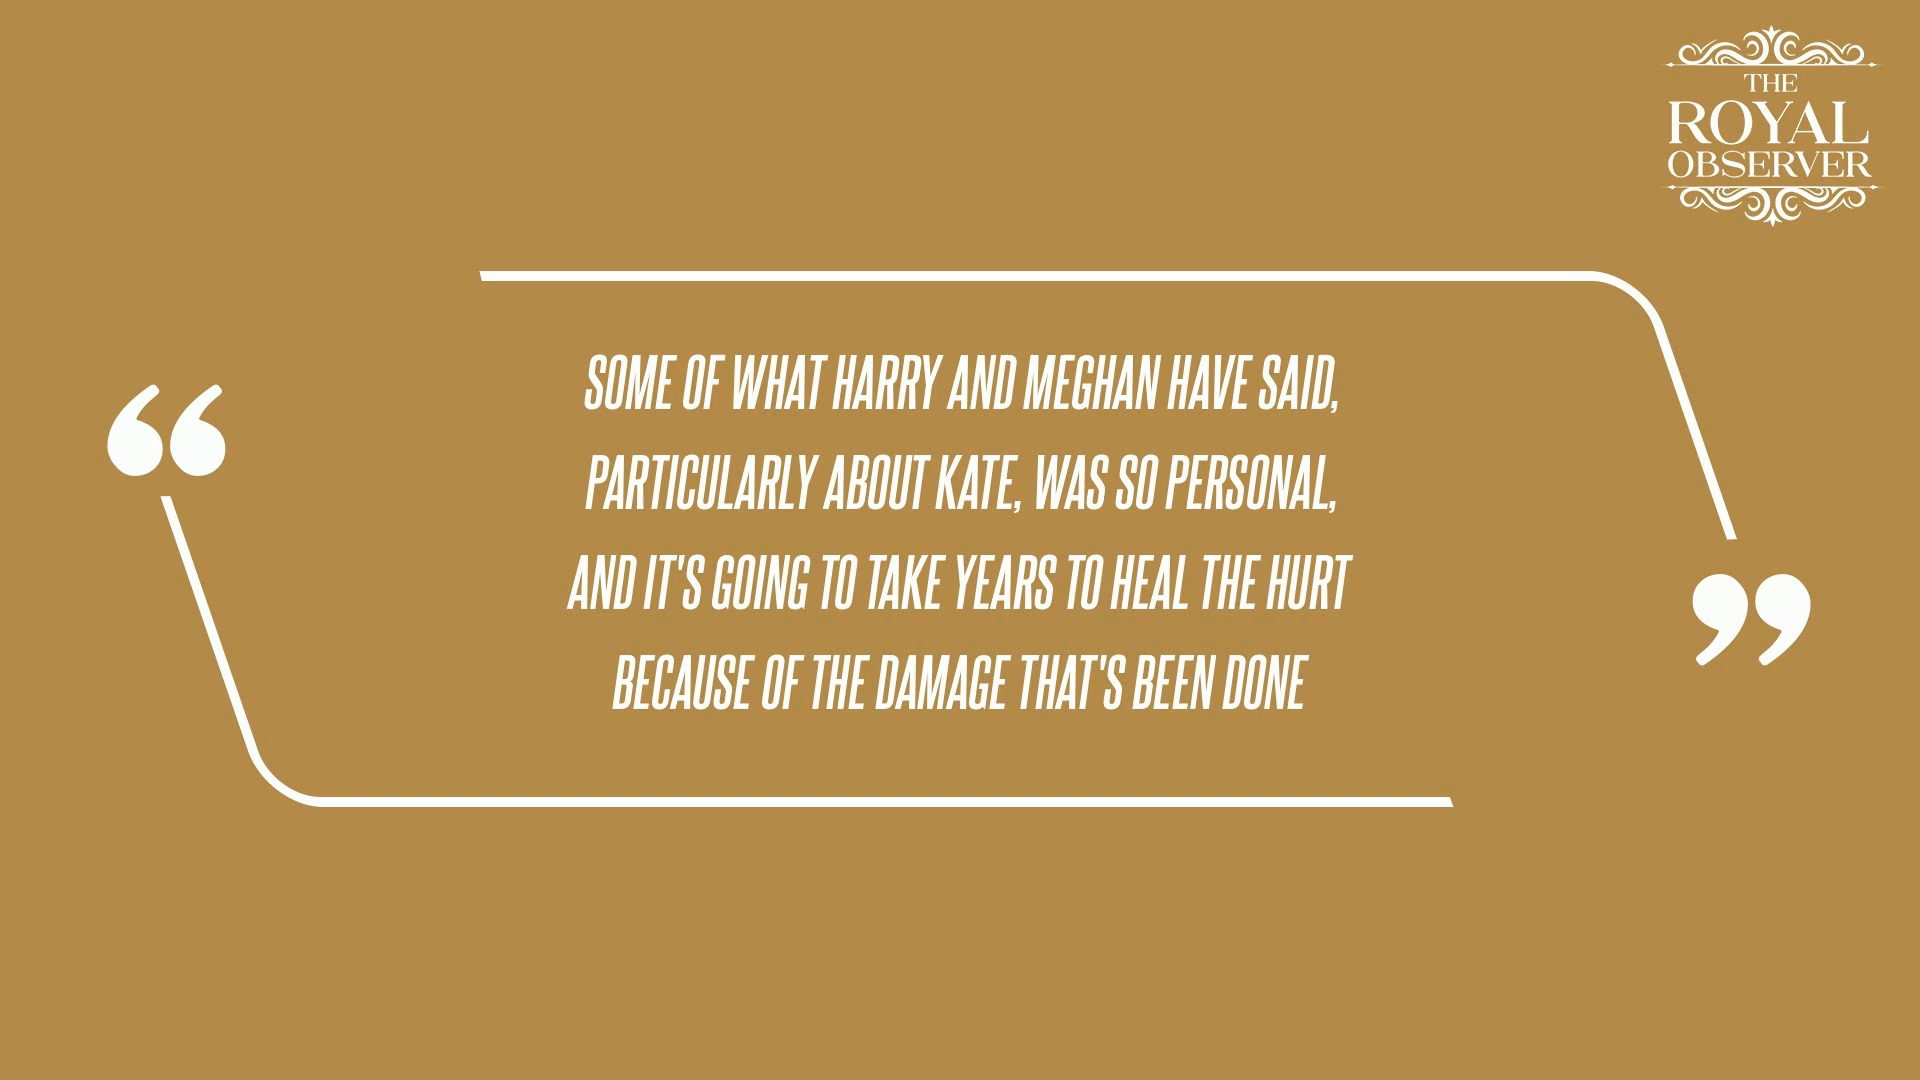 THE
ROYAL
OBSERVER
“
SOME OF WHAT HARRY AND MEGHAN HAVE SAID,
PARTICULARLY ABOUT KATE, WAS SO PERSONAL,
AND IT'S GOING TO TAKE YEARS TO HEAL THE HURT
BECAUSE OF THE DAMAGE THAT'S BEEN DONE
”